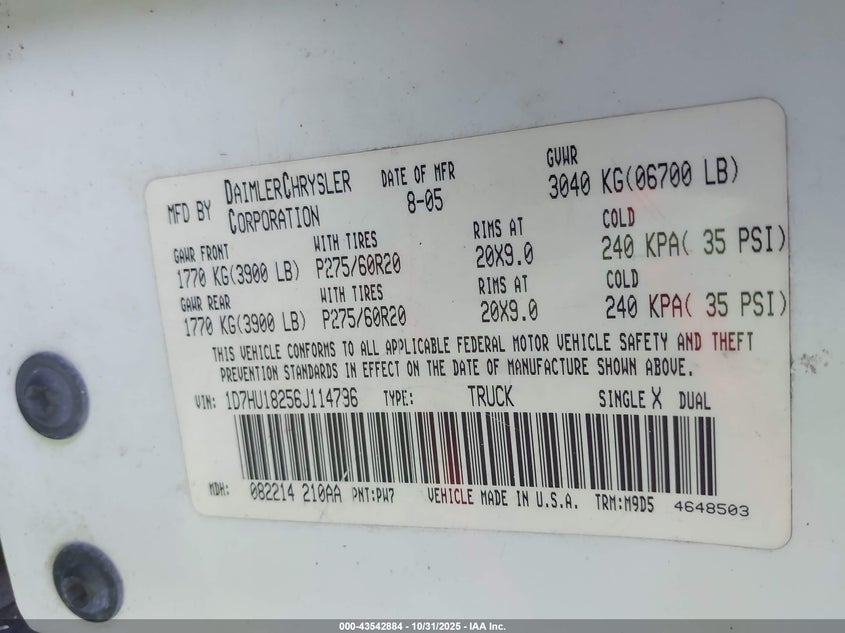 MFD BY DAIMLERCHRYSLER CORPORATION DATE OF MFR 8-05 GVWR 3040 KG(06700 LB)
GAWR FRONT WITH TIRES RIMS AT COLD
1770 KG(3900 LB) P275/60R20 20X9.0 240 KPA( 35 PSI)
GAWR REAR WITH TIRES RIMS AT COLD
1770 KG(3900 LB) P275/60R20 20X9.0 240 KPA( 35 PSI)
THIS VEHICLE CONFORMS TO ALL APPLICABLE FEDERAL MOTOR VEHICLE SAFETY AND THEFT
PREVENTION STANDARDS IN EFFECT ON THE DATE OF MANUFACTURE SHOWN ABOVE.
VIN: 1D7HU18256J114796 TYPE: TRUCK SINGLE X DUAL
MDH: 082214 210AA PNT:PW7 VEHICLE MADE IN U.S.A. TRM:M9D5 4648503
000-43542884 - 10/31/2025 - IAA Inc.